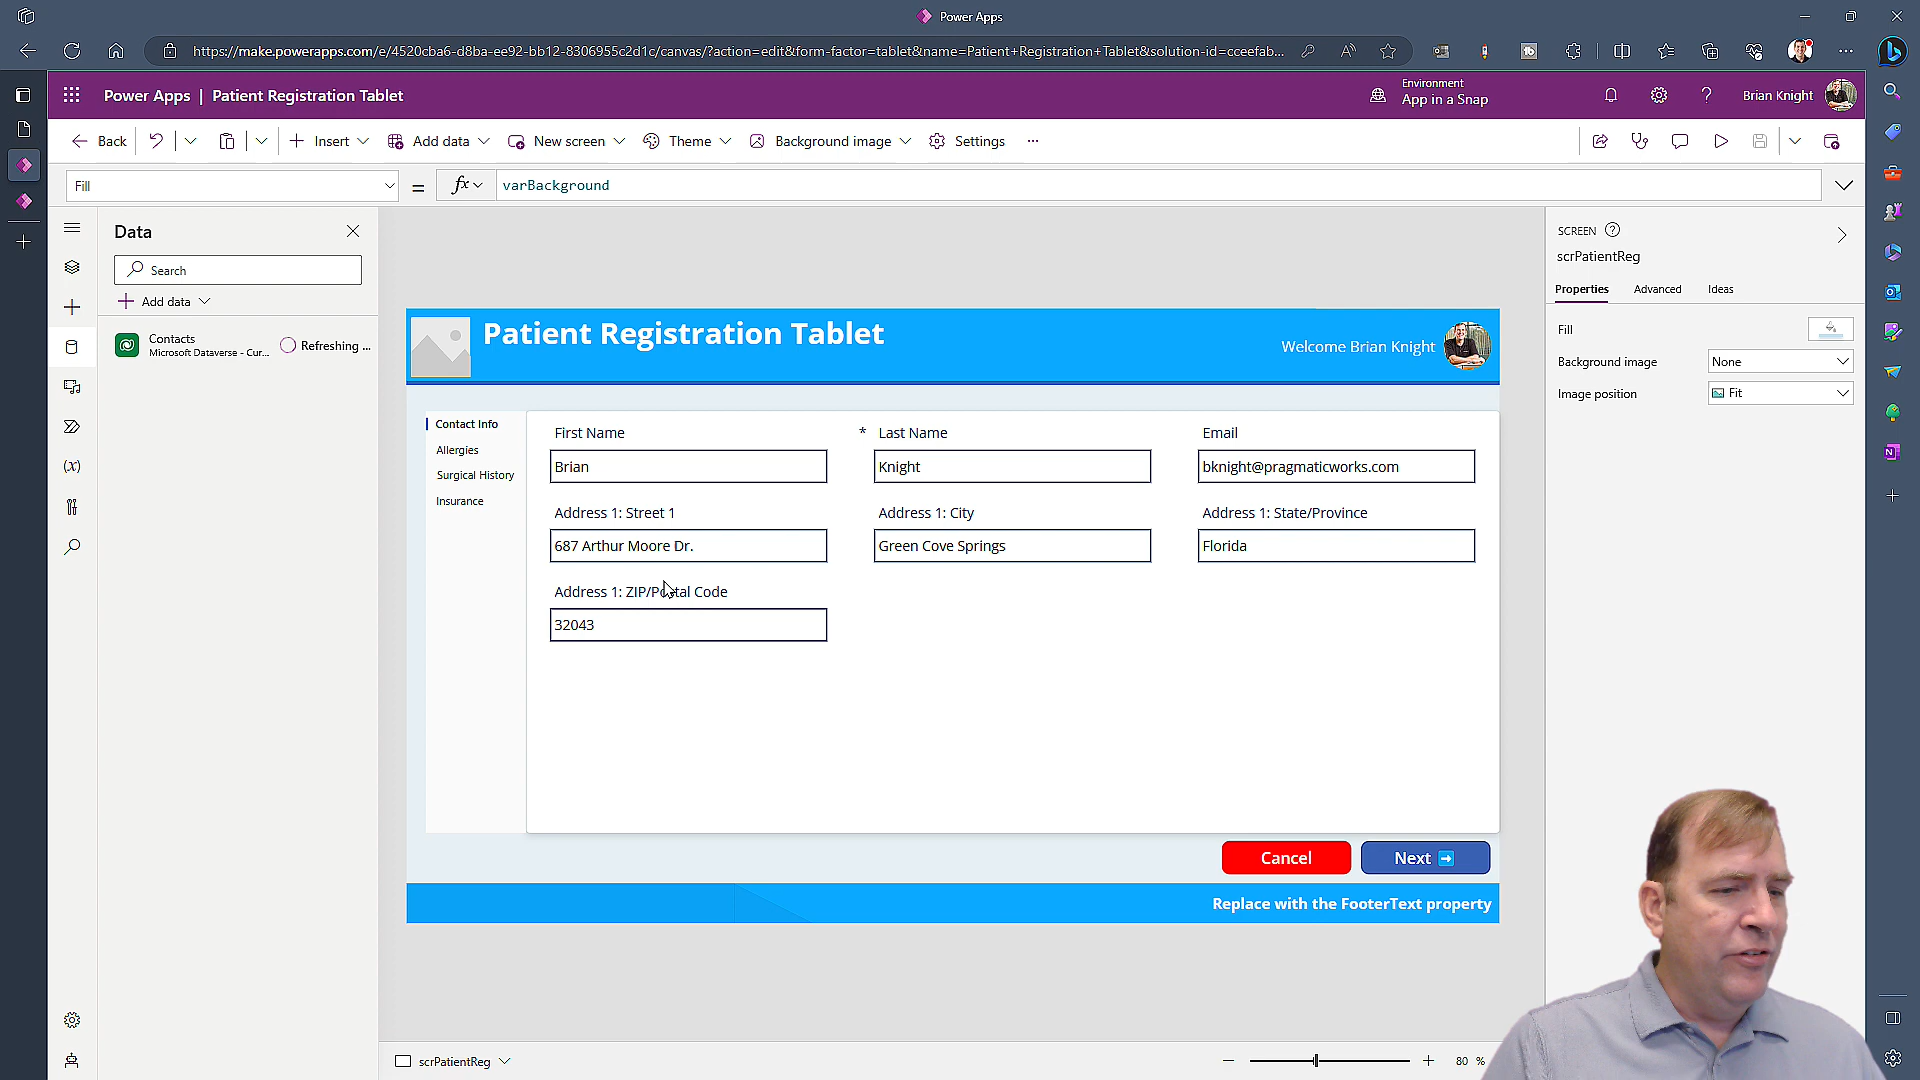 Power Apps
https://make.powerapps.com/e/4520cba6-d8ba-ee92-bb12-8306955c2d1c/canvas/?action=edit&form-factor=tablet&name=Patient+Registration+Tablet&solution-id=cceefab...
Power Apps | Patient Registration Tablet
Environment
App in a Snap
Brian Knight
Back
Insert
Add data
New screen
Theme
Background image
Settings
Fill
= fx varBackground
Data
Search
Add data
Contacts
Microsoft Dataverse - Cur...
Refreshing ...
Patient Registration Tablet
Welcome Brian Knight
Contact Info
Allergies
Surgical History
Insurance
First Name
Brian
* Last Name
Knight
Email
bknight@pragmaticworks.com
Address 1: Street 1
687 Arthur Moore Dr.
Address 1: City
Green Cove Springs
Address 1: State/Province
Florida
Address 1: ZIP/Postal Code
32043
Cancel
Next
Replace with the FooterText property
SCREEN
scrPatientReg
Properties
Advanced
Ideas
Fill
Background image
None
Image position
Fit
scrPatientReg
80 %